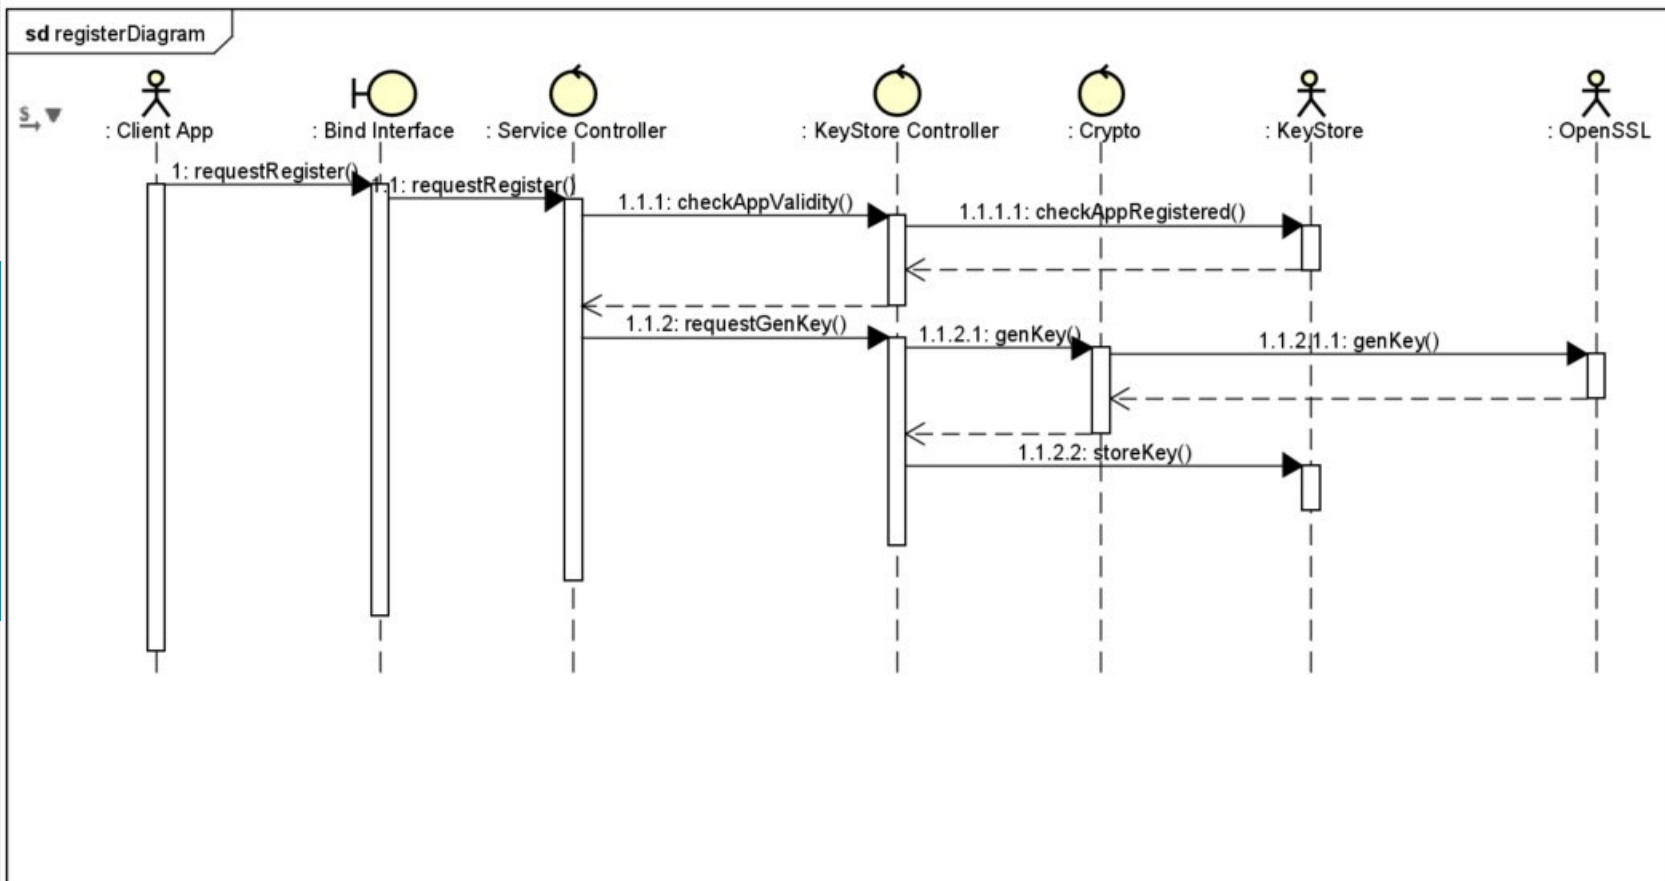 sd registerDiagram
S
: Client App
: Bind Interface
: Service Controller
: KeyStore Controller
: Crypto
: KeyStore
: OpenSSL
1: requestRegister()
1.1: requestRegister()
1.1.1: checkAppValidity()
1.1.1.1: checkAppRegistered()
1.1.2: requestGenKey()
1.1.2.1: genKey()
1.1.2.1.1: genKey()
1.1.2.2: storeKey()